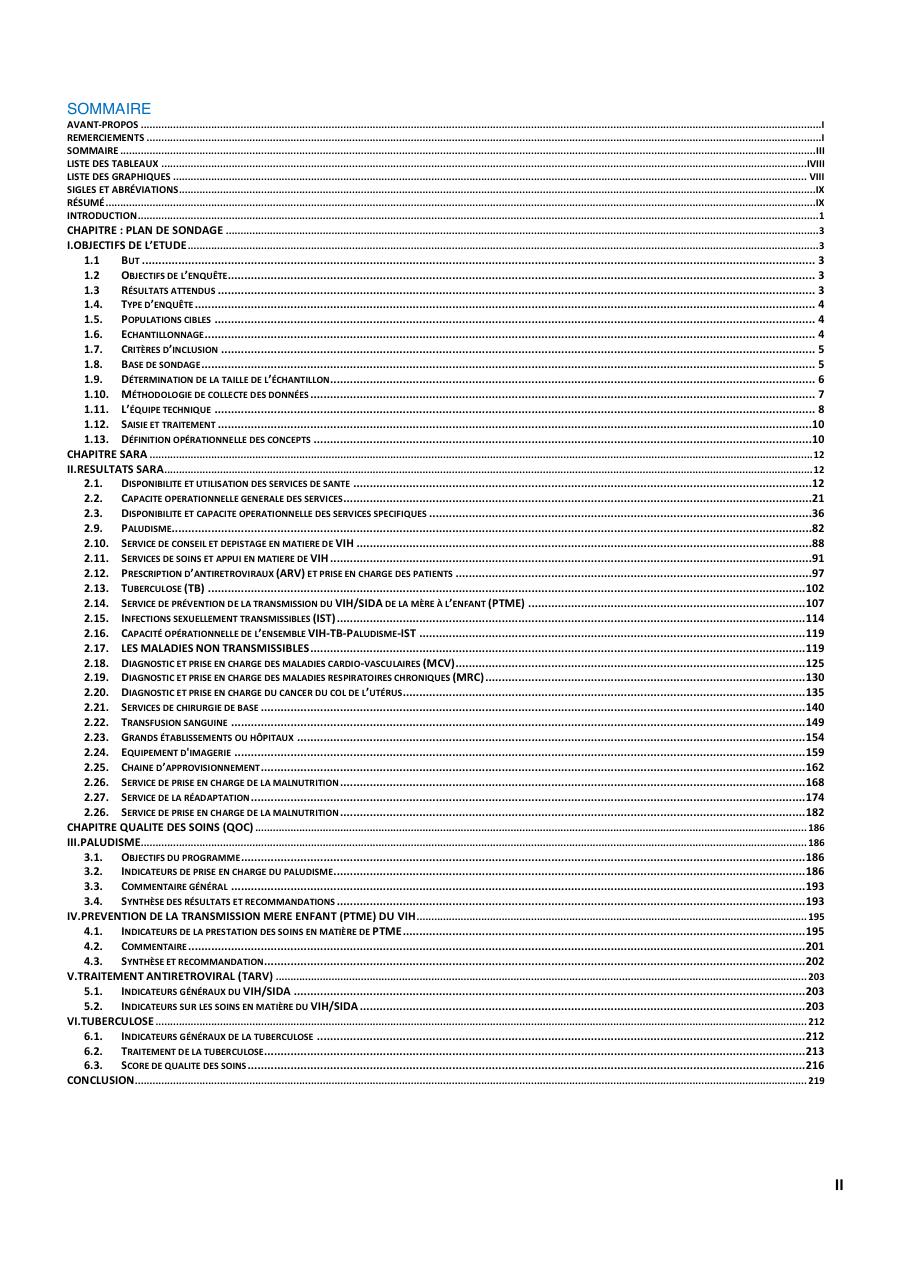 SOMMAIRE
AVANT-PROPOS ........ I
REMERCIEMENTS ........ I
SOMMAIRE ........ III
LISTE DES TABLEAUX ........ IVIII
LISTE DES GRAPHIQUES ........ VIII
SIGLES ET ABRÉVIATIONS ........ IX
RÉSUMÉ ........ IX
INTRODUCTION ........ 1
CHAPITRE : PLAN DE SONDAGE ........ 3
I.OBJECTIFS DE L’ETUDE ........ 3
1.1 BUT ........ 3
1.2 OBJECTIFS DE L’ENQUÊTE ........ 3
1.3 RÉSULTATS ATTENDUS ........ 3
1.4. TYPE D’ENQUÊTE ........ 4
1.5. POPULATIONS CIBLES ........ 4
1.6. ECHANTILLONNAGE ........ 4
1.7. CRITÈRES D’INCLUSION ........ 5
1.8. BASE DE SONDAGE ........ 5
1.9. DÉTERMINATION DE LA TAILLE DE L’ÉCHANTILLON ........ 6
1.10. MÉTHODOLOGIE DE COLLECTE DES DONNÉES ........ 7
1.11. L’ÉQUIPE TECHNIQUE ........ 8
1.12. SAISIE ET TRAITEMENT ........ 10
1.13. DÉFINITION OPÉRATIONNELLE DES CONCEPTS ........ 10
CHAPITRE SARA ........ 12
II.RESULTATS SARA ........ 12
2.1. DISPONIBILITE ET UTILISATION DES SERVICES DE SANTE ........ 12
2.2. CAPACITE OPERATIONNELLE GENERALE DES SERVICES ........ 21
2.3. DISPONIBILITE ET CAPACITE OPERATIONNELLE DES SERVICES SPECIFIQUES ........ 36
2.9. PALUDISME ........ 82
2.10. SERVICE DE CONSEIL ET DEPISTAGE EN MATIERE DE VIH ........ 88
2.11. SERVICES DE SOINS ET APPUI EN MATIERE DE VIH ........ 91
2.12. PRESCRIPTION D’ANTIRETROVIRAUX (ARV) ET PRISE EN CHARGE DES PATIENTS ........ 97
2.13. TUBERCULOSE (TB) ........ 102
2.14. SERVICE DE PRÉVENTION DE LA TRANSMISSION DU VIH/SIDA DE LA MÈRE À L’ENFANT (PTME) ........ 107
2.15. INFECTIONS SEXUELLEMENT TRANSMISSIBLES (IST) ........ 114
2.16. CAPACITÉ OPÉRATIONNELLE DE L’ENSEMBLE VIH-TB-PALUDISME-IST ........ 119
2.17. LES MALADIES NON TRANSMISSIBLES ........ 119
2.18. DIAGNOSTIC ET PRISE EN CHARGE DES MALADIES CARDIO-VASCULAIRES (MCV) ........ 125
2.19. DIAGNOSTIC ET PRISE EN CHARGE DES MALADIES RESPIRATOIRES CHRONIQUES (MRC) ........ 130
2.20. DIAGNOSTIC ET PRISE EN CHARGE DU CANCER DU COL DE L’UTÉRUS ........ 135
2.21. SERVICES DE CHIRURGIE DE BASE ........ 140
2.22. TRANSFUSION SANGUINE ........ 149
2.23. GRANDS ÉTABLISSEMENTS OU HÔPITAUX ........ 154
2.24. EQUIPEMENT D'IMAGERIE ........ 159
2.25. CHAINE D’APPROVISIONNEMENT ........ 162
2.26. SERVICE DE PRISE EN CHARGE DE LA MALNUTRITION ........ 168
2.27. SERVICE DE LA RÉADAPTATION ........ 174
2.26. SERVICE DE PRISE EN CHARGE DE LA MALNUTRITION ........ 182
CHAPITRE QUALITE DES SOINS (QOC) ........ 186
III.PALUDISME ........ 186
3.1. OBJECTIFS DU PROGRAMME ........ 186
3.2. INDICATEURS DE PRISE EN CHARGE DU PALUDISME ........ 186
3.3. COMMENTAIRE GÉNÉRAL ........ 193
3.4. SYNTHÈSE DES RÉSULTATS ET RECOMMANDATIONS ........ 193
IV.PREVENTION DE LA TRANSMISSION MERE ENFANT (PTME) DU VIH ........ 195
4.1. INDICATEURS DE LA PRESTATION DES SOINS EN MATIÈRE DE PTME ........ 195
4.2. COMMENTAIRE ........ 201
4.3. SYNTHÈSE ET RECOMMANDATION ........ 202
V.TRAITEMENT ANTIRETROVIRAL (TARV) ........ 203
5.1. INDICATEURS GÉNÉRAUX DU VIH/SIDA ........ 203
5.2. INDICATEURS SUR LES SOINS EN MATIÈRE DU VIH/SIDA ........ 203
VI.TUBERCULOSE ........ 212
6.1. INDICATEURS GÉNÉRAUX DE LA TUBERCULOSE ........ 212
6.2. TRAITEMENT DE LA TUBERCULOSE ........ 213
6.3. SCORE DE QUALITE DES SOINS ........ 216
CONCLUSION ........ 219
II